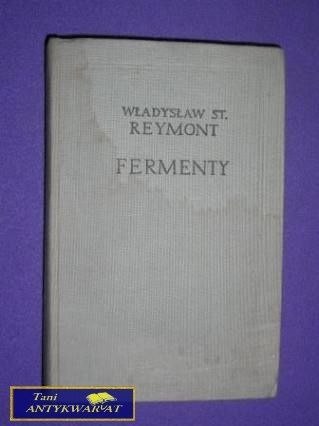 WŁADYSŁAW ST.
REYMONT
FERMENTY
Tani
ANTYKWARIAT